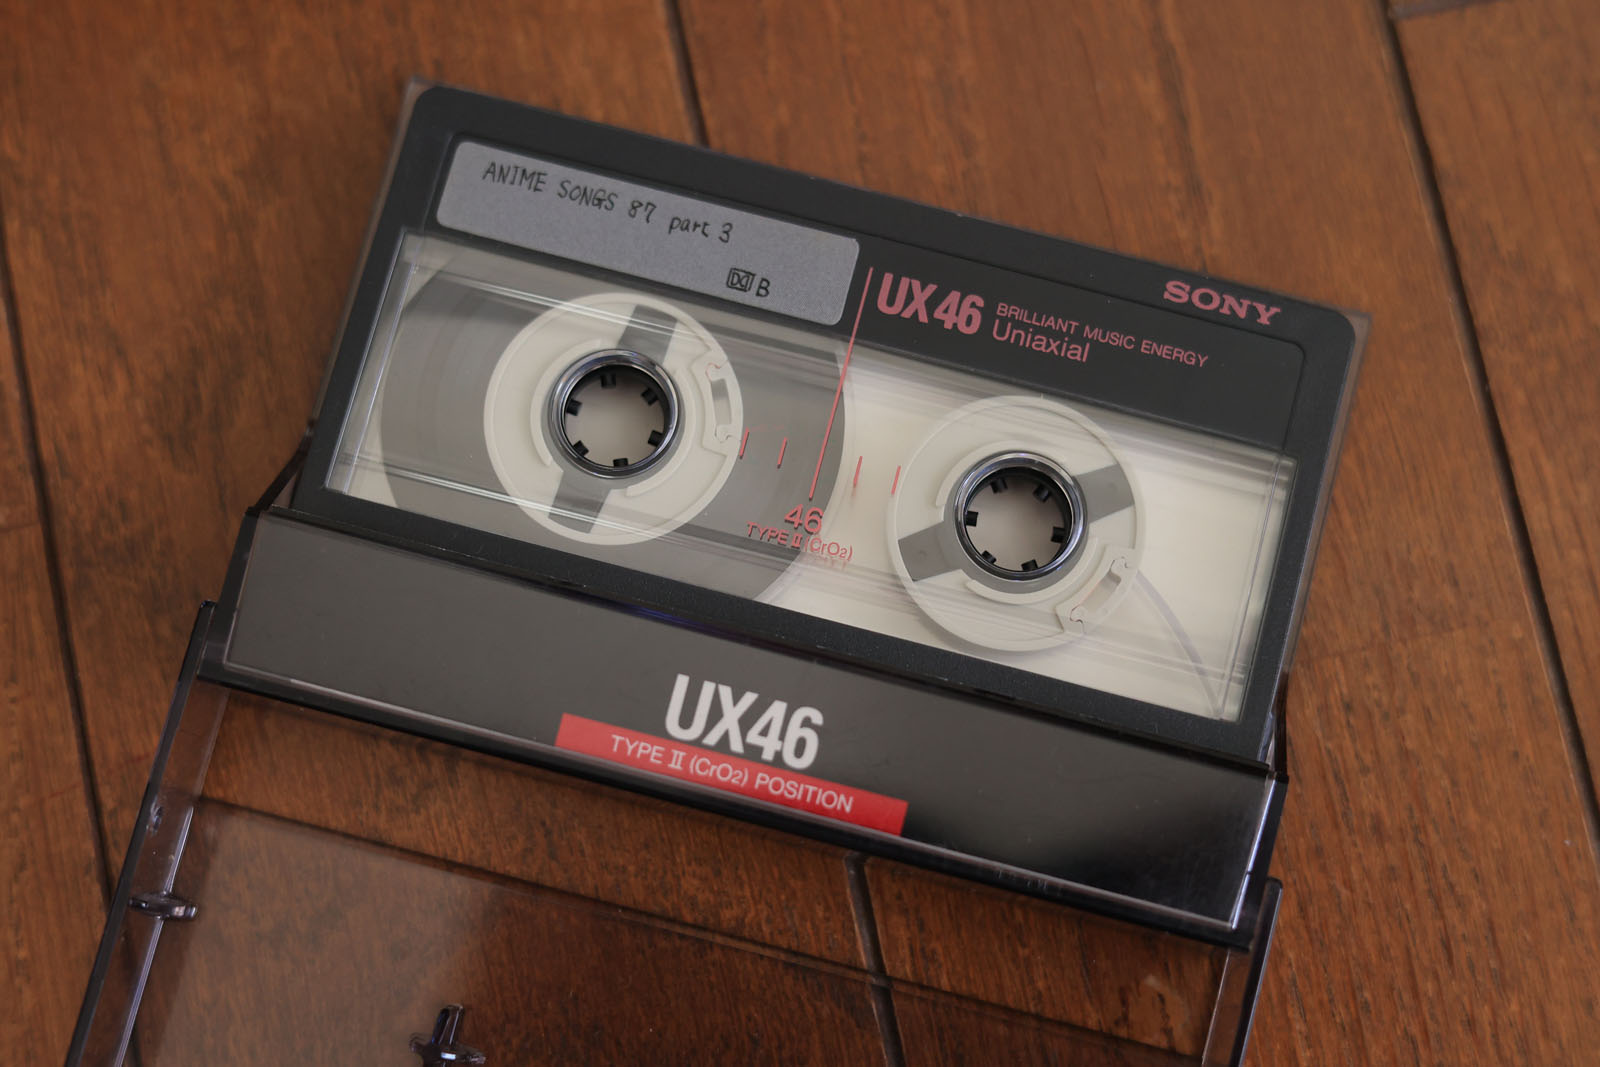 ANIME SONGS 87 part 3
B
SONY
UX46 BRILLIANT MUSIC ENERGY
Uniaxial
46
TYPE II (CrO2)
UX46
TYPE II (CrO2) POSITION